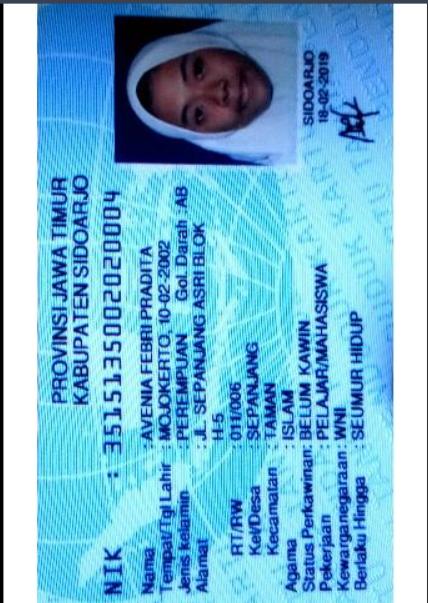 PROVINSI JAWA TIMUR
KABUPATEN SIDOARJO
NIK : 3515135002020004
Nama : AVENIA FEBRI PRADITA
Tempat/Tgl Lahir : MOJOKERTO, 10-02-2002
Jenis kelamin : PEREMPUAN Gol. Darah : AB
Alamat : JL. SEPANJANG ASRI BLOK
H-5
RT/RW : 011/006
Kel/Desa : SEPANJANG
Kecamatan : TAMAN
Agama : ISLAM
Status Perkawinan: BELUM KAWIN
Pekerjaan : PELAJAR/MAHASISWA
Kewarganegaraan: WNI
Berlaku Hingga : SEUMUR HIDUP
SIDOARJO
18-02-2019